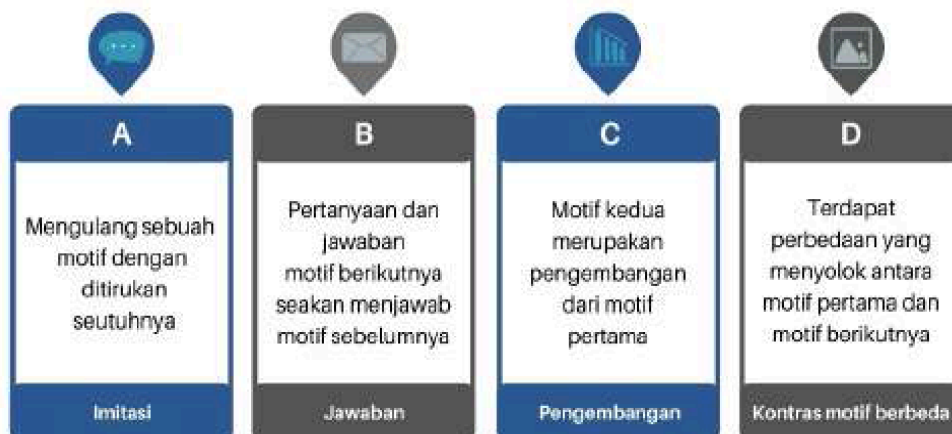 A
Mengulang sebuah
motif dengan
ditirukan
seutuhnya
Imitasi
B
Pertanyaan dan
jawaban
motif berikutnya
seakan menjawab
motif sebelumnya
Jawaban
C
Motif kedua
merupakan
pengembangan
dari motif
pertama
Pengembangan
D
Terdapat
perbedaan yang
menyolok antara
motif pertama dan
motif berikutnya
Kontras motif berbeda